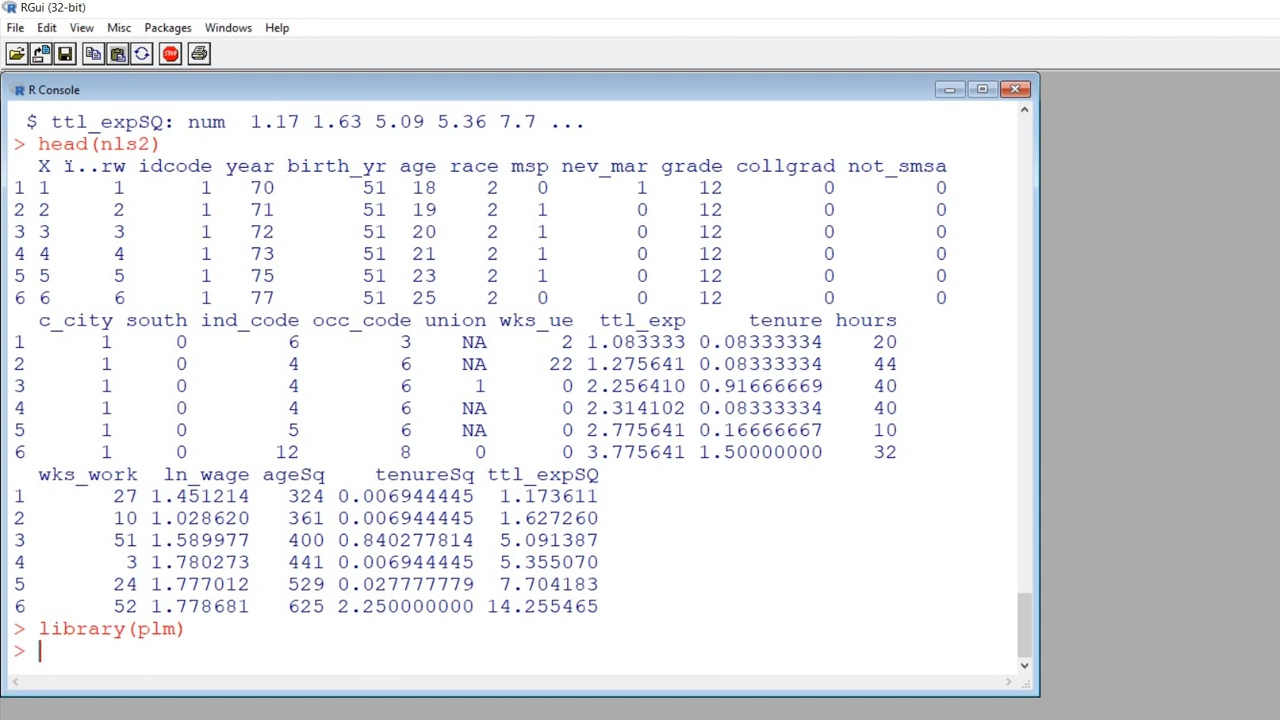 RGui (32-bit)
File Edit View Misc Packages Windows Help
STOP
R Console
$ ttl_expSQ: num 1.17 1.63 5.09 5.36 7.7 ...
> head(nls2)
X ï..rw idcode year birth_yr age race msp nev_mar grade collgrad not_smsa
1 1 1 1 70 51 18 2 0 1 12 0 0
2 2 2 1 71 51 19 2 1 0 12 0 0
3 3 3 1 72 51 20 2 1 0 12 0 0
4 4 4 1 73 51 21 2 1 0 12 0 0
5 5 5 1 75 51 23 2 1 0 12 0 0
6 6 6 1 77 51 25 2 0 0 12 0 0
c_city south ind_code occ_code union wks_ue ttl_exp tenure hours
1 1 0 6 3 NA 2 1.083333 0.08333334 20
2 1 0 4 6 NA 22 1.275641 0.08333334 44
3 1 0 4 6 1 0 2.256410 0.91666669 40
4 1 0 4 6 NA 0 2.314102 0.08333334 40
5 1 0 5 6 NA 0 2.775641 0.16666667 10
6 1 0 12 8 0 0 3.775641 1.50000000 32
wks_work ln_wage ageSq tenureSq ttl_expSQ
1 27 1.451214 324 0.006944445 1.173611
2 10 1.028620 361 0.006944445 1.627260
3 51 1.589977 400 0.840277814 5.091387
4 3 1.780273 441 0.006944445 5.355070
5 24 1.777012 529 0.027777779 7.704183
6 52 1.778681 625 2.250000000 14.255465
> library(plm)
>